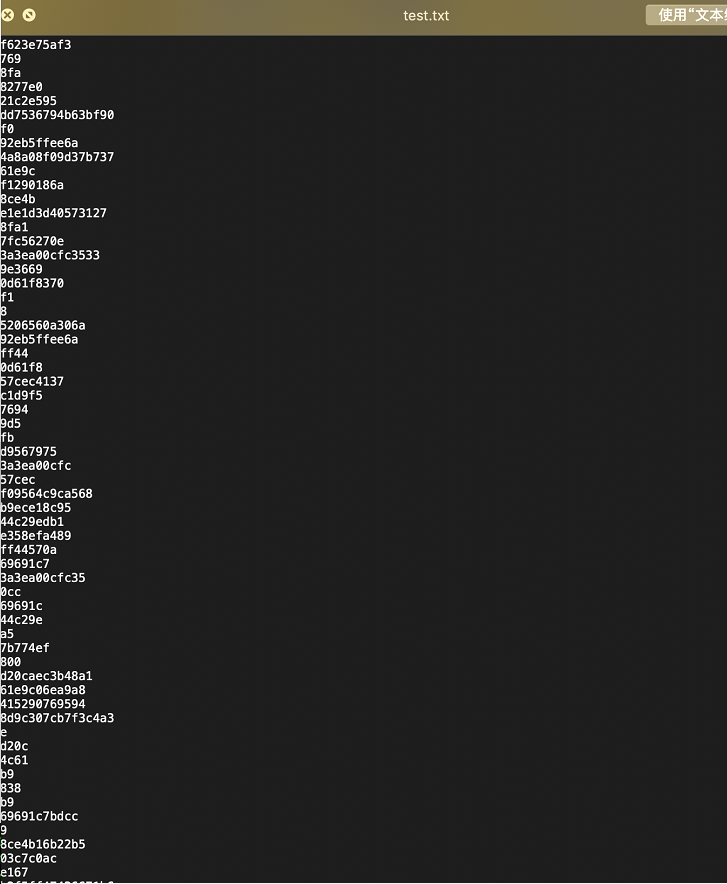 test.txt
使用“文本
f623e75af3
769
8fa
8277e0
21c2e595
dd7536794b63bf90
f0
92eb5ffee6a
4a8a08f09d37b737
61e9c
f1290186a
8ce4b
e1e1d3d40573127
8fa1
7fc56270e
3a3ea00cfc3533
9e3669
0d61f8370
f1
8
5206560a306a
92eb5ffee6a
ff44
0d61f8
57cec4137
c1d9f5
7694
9d5
fb
d9567975
3a3ea00cfc
57cec
f09564c9ca568
b9ece18c95
44c29edb1
e358efa489
ff44570a
69691c7
3a3ea00cfc35
0cc
69691c
44c29e
a5
7b774ef
800
d20caec3b48a1
61e9c06ea9a8
415290769594
8d9c307cb7f3c4a3
e
d20c
4c61
b9
838
b9
69691c7bdcc
9
8ce4b16b22b5
03c7c0ac
e167